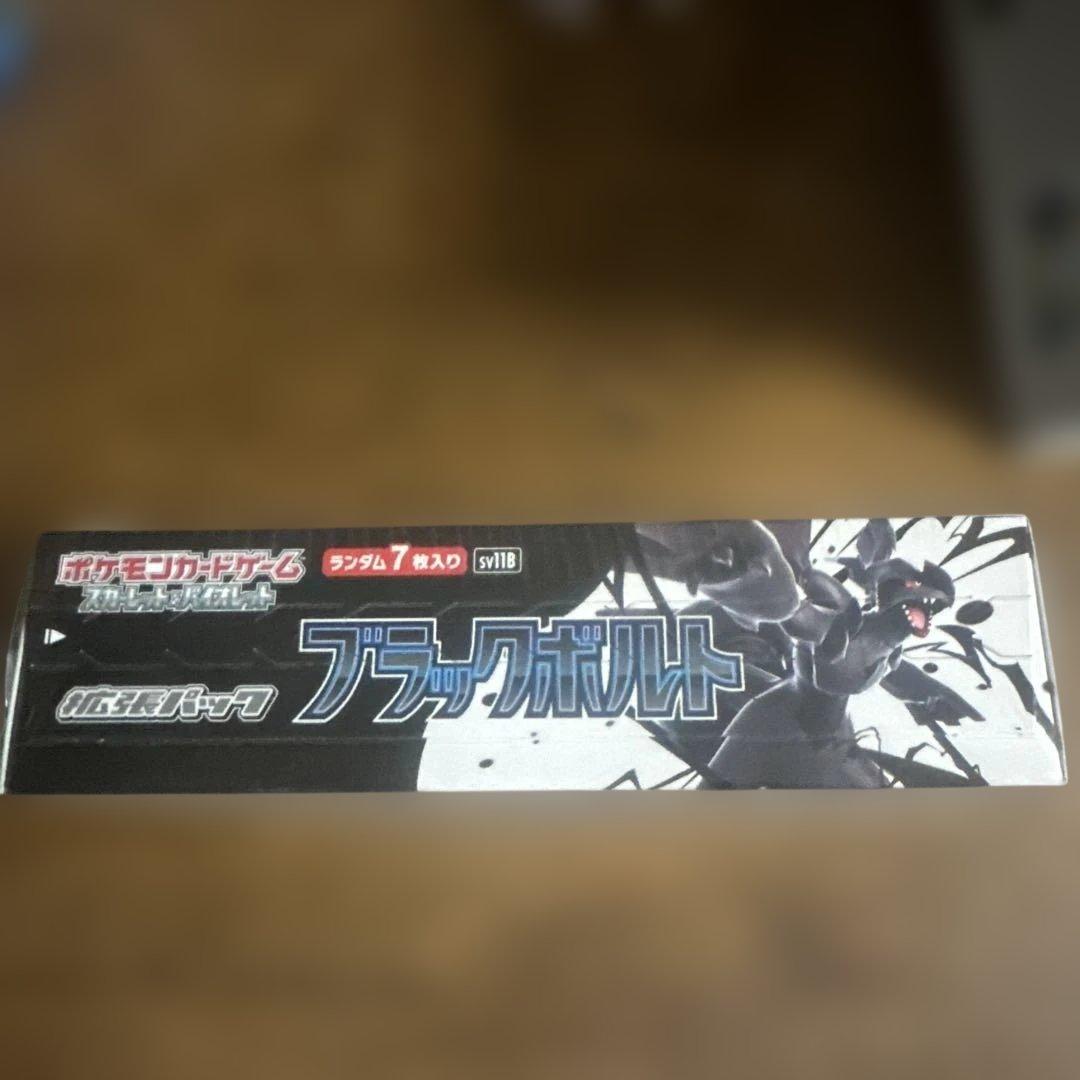 ポケモンカードゲーム
スカーレット&バイオレット
ランダム7枚入り
sv11B
ブラックボルト
拡張パック